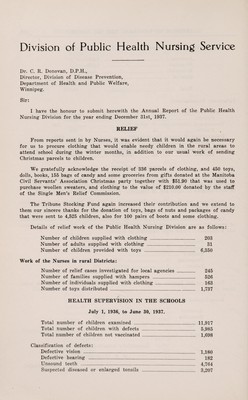 Division of Public Health Nursing Service
Dr. C. R. Donovan, D.P.H.,
Director, Division of Disease Prevention,
Department of Health and Public Welfare,
Winnipeg.
Sir:
I have the honour to submit herewith the Annual Report of the Public Health
Nursing Division for the year ending December 31st, 1937.
RELIEF
From reports sent in by Nurses, it was evident that it would again be necessary
for us to procure clothing that would enable needy children in the rural areas to
attend school during the winter months, in addition to our usual work of sending
Christmas parcels to children.
We gratefully acknowledge the receipt of 256 parcels of clothing, and 450 toys,
dolls, books, 155 bags of candy and some groceries from gifts donated at the Manitoba
Civil Servants' Association Christmas party together with $51.90 that was used to
purchase woollen sweaters, and clothing to the value of $210.00 donated by the staff
of the Single Men's Relief Commission.
The Tribune Stocking Fund again increased their contribution and we extend to
them our sincere thanks for the donation of toys, bags of nuts and packages of candy
that were sent to 4,525 children, also for 100 pairs of boots and some clothing.
Details of relief work of the Public Health Nursing Division are as follows:
Number of children supplied with clothing 203
Number of adults supplied with clothing 31
Number of children provided with toys 6,550
Work of the Nurses in rural Districts:
Number of relief cases investigated for local agencies 245
Number of families supplied with hampers 526
Number of individuals supplied with clothing 163
Number of toys distributed 1,737
HEALTH SUPERVISION IN THE SCHOOLS
July 1, 1936, to June 30, 1937.
Total number of children examined 11,917
Total number of children with defects 5,985
Total number of children not vaccinated 1,698
Classification of defects:
Defective vision 1,180
Defective hearing 182
Unsound teeth 4,764
Suspected diseased or enlarged tonsils 3,207